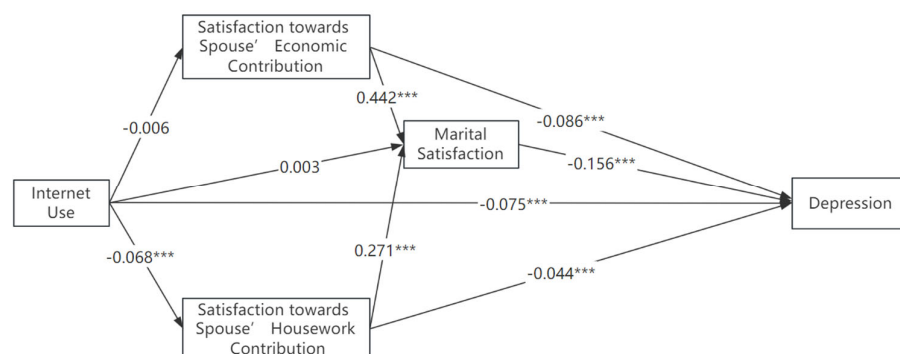 Satisfaction towards
Spouse’ Economic
Contribution
0.442***
-0.086***
-0.006
Marital
Satisfaction
0.003
-0.156***
Internet
Use
-0.075***
Depression
-0.068***
0.271***
-0.044***
Satisfaction towards
Spouse’ Housework
Contribution